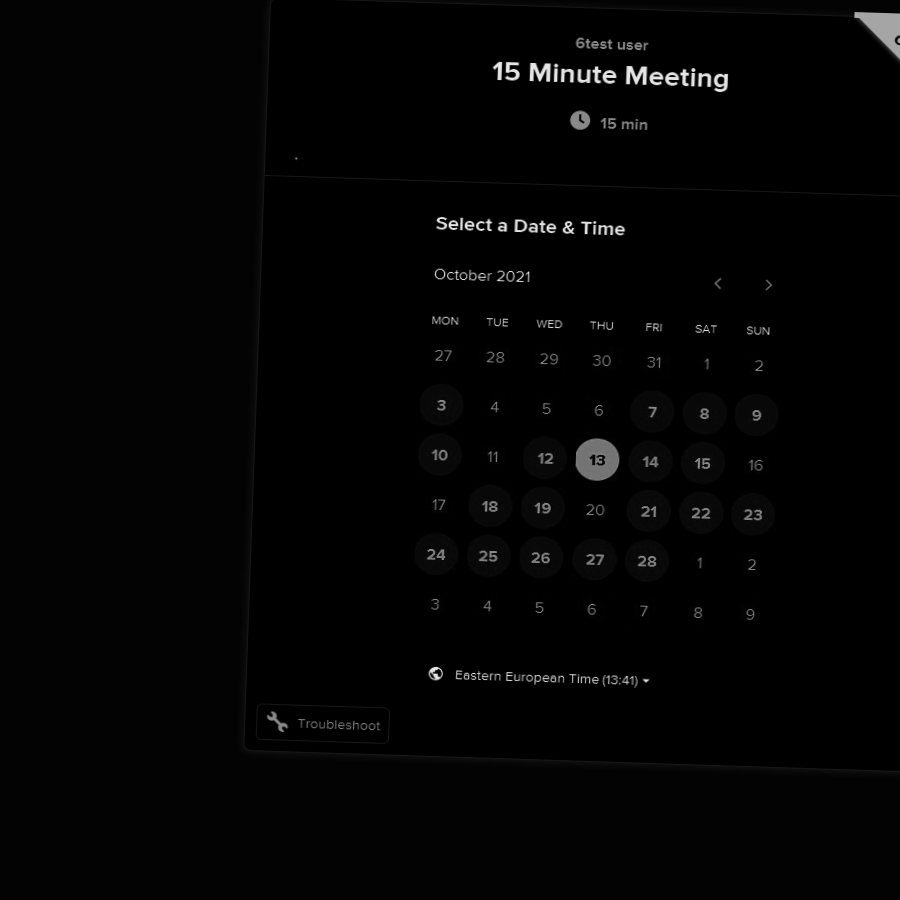 6test user
15 Minute Meeting
15 min
Select a Date & Time
October 2021
MON TUE WED THU FRI SAT SUN
27 28 29 30 31 1 2
3 4 5 6 7 8 9
10 11 12 13 14 15 16
17 18 19 20 21 22 23
24 25 26 27 28 1 2
3 4 5 6 7 8 9
Eastern European Time (13:41)
Troubleshoot